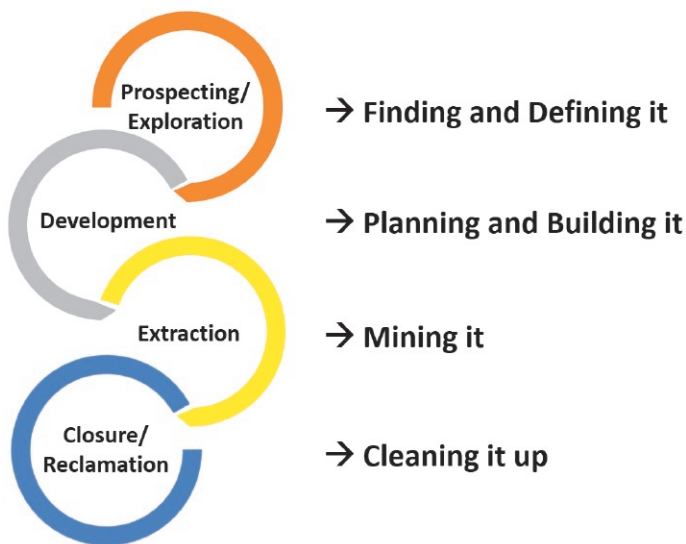 Prospecting/
Exploration
→ Finding and Defining it
Development
→ Planning and Building it
Extraction
→ Mining it
Closure/
Reclamation
→ Cleaning it up